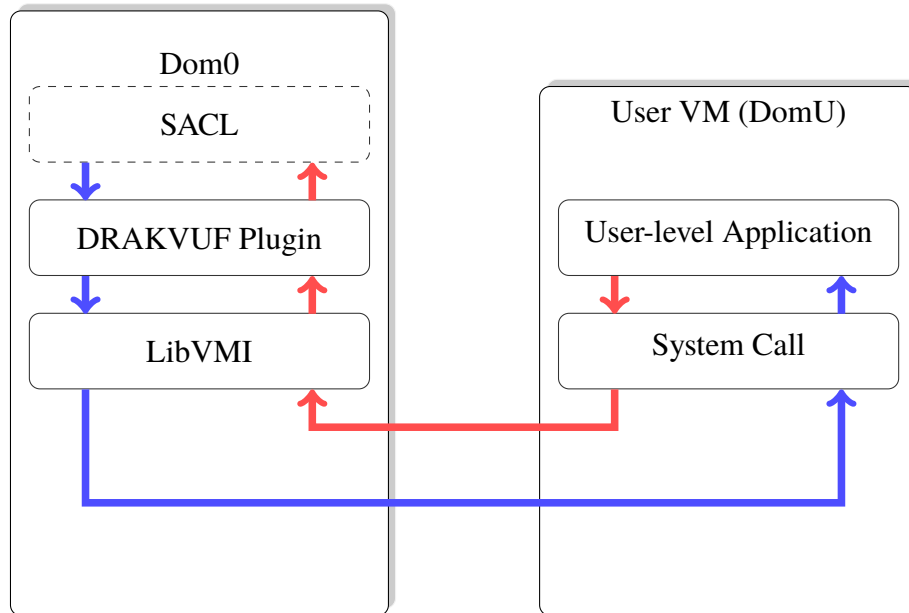 Dom0
SACL
DRAKVUF Plugin
LibVMI
User VM (DomU)
User-level Application
System Call